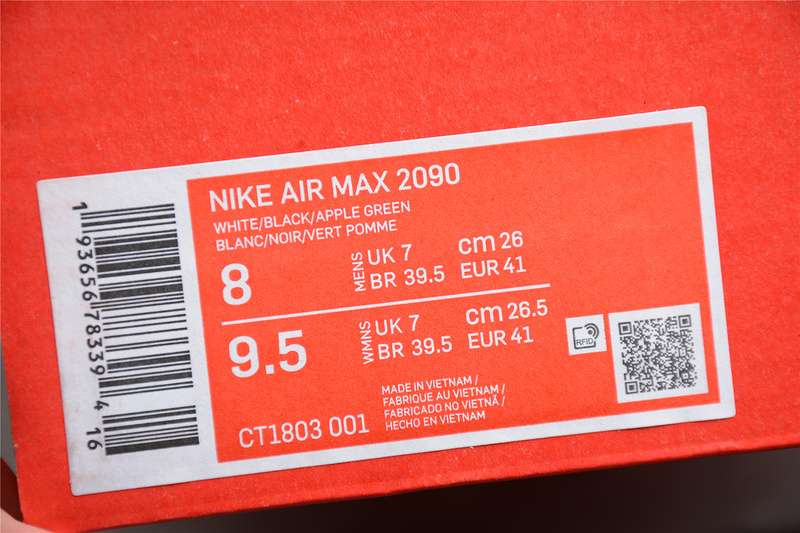 NIKE AIR MAX 2090
WHITE/BLACK/APPLE GREEN
BLANC/NOIR/VERT POMME
8
MENS
UK 7
cm 26
BR 39.5
EUR 41
9.5
WMNS
UK 7
cm 26.5
BR 39.5
EUR 41
CT1803 001
MADE IN VIETNAM /
FABRIQUE AU VIETNAM /
FABRICADO NO VIETNÃ /
HECHO EN VIETNAM
RFID
1 93656 78339 4 16